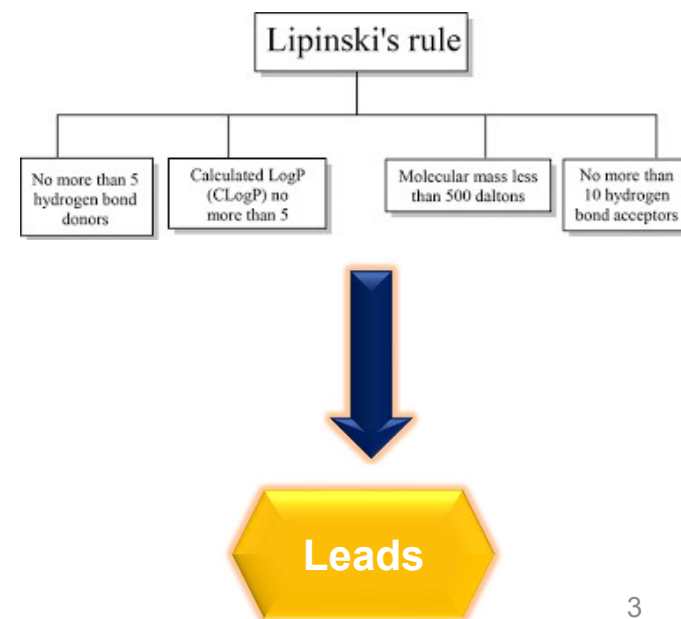 Lipinski's rule
No more than 5
hydrogen bond
donors
Calculated LogP
(CLogP) no
more than 5
Molecular mass less
than 500 daltons
No more than
10 hydrogen
bond acceptors
Leads
3